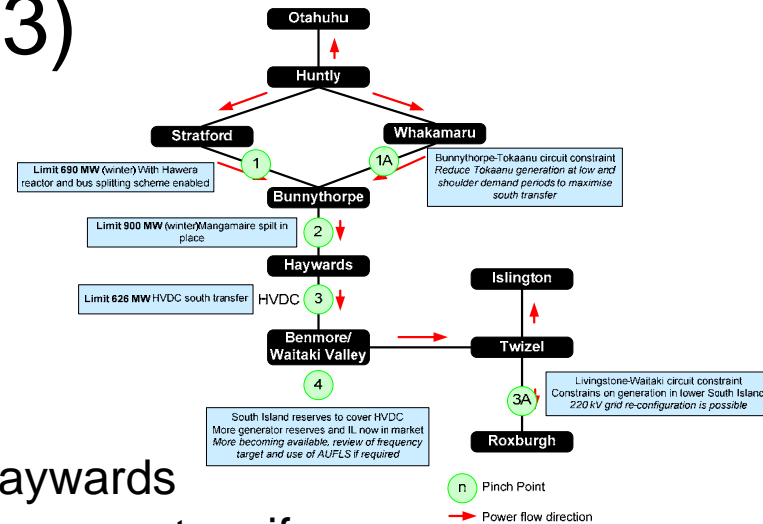 3)
Otahuhu
Huntly
Stratford
Whakamaru
1
1A
Limit 690 MW (winter) With Hawera
reactor and bus splitting scheme enabled
Bunnythorpe-Tokaanu circuit constraint
Reduce Tokaanu generation at low and
shoulder demand periods to maximise
south transfer
Bunnythorpe
Limit 900 MW (winter)Mangamaire spilt in
place
2
Haywards
Islington
Limit 626 MW HVDC south transfer
HVDC
3
Benmore/
Waitaki Valley
Twizel
4
3A
Livingstone-Waitaki circuit constraint
Constrains on generation in lower South Island
220 kV grid re-configuration is possible
South Island reserves to cover HVDC
More generator reserves and IL now in market
More becoming available, review of frequency
target and use of AUFLS if required
Roxburgh
aywards
n Pinch Point
Power flow direction